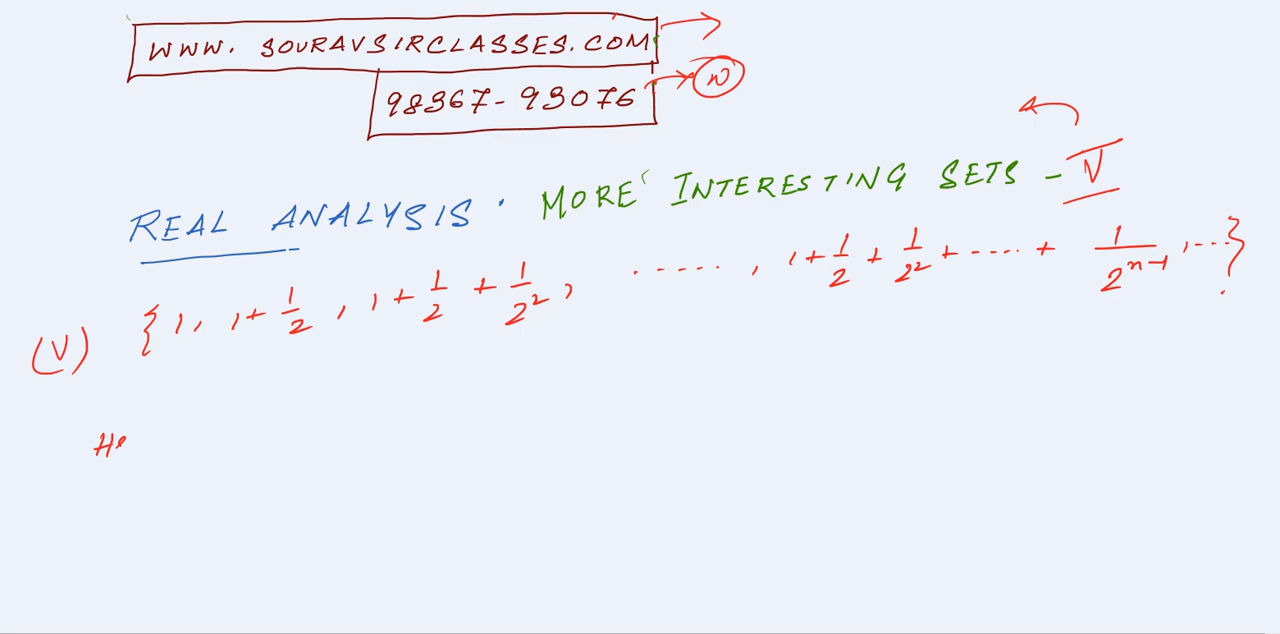 WWW. SOURAVSIRCLASSES.COM
98367-93076 → W
REAL ANALYSIS. MORE INTERESTING SETS - V
(V) {1, 1+1/2, 1+1/2+1/2², ....., 1+1/2+1/2²+....+1/2ⁿ⁻¹,...}.
He